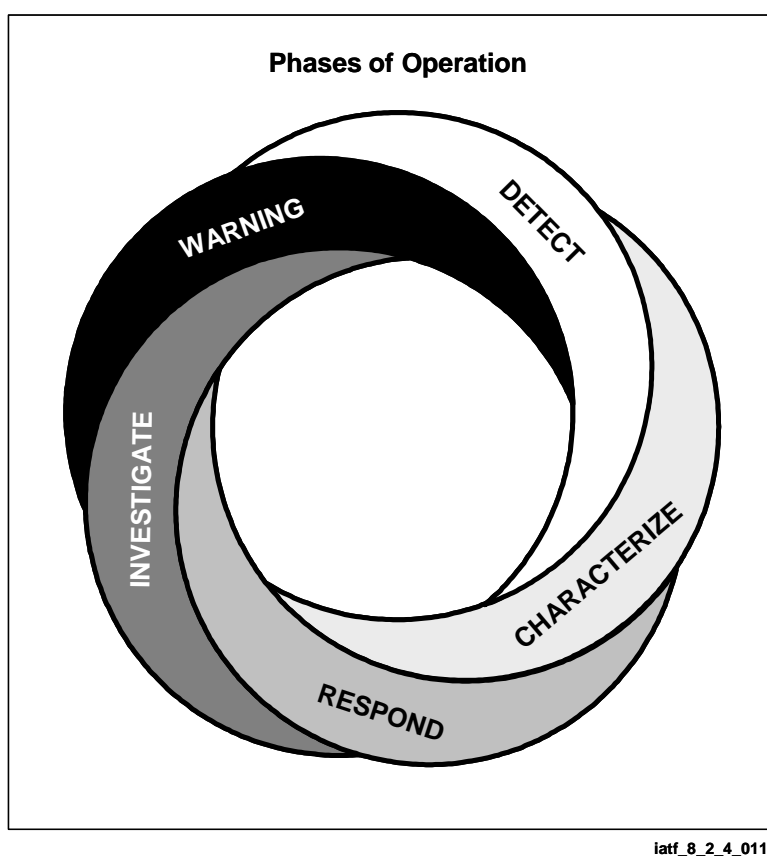 Phases of Operation
WARNING
DETECT
CHARACTERIZE
RESPOND
INVESTIGATE
iatf_8_2_4_011